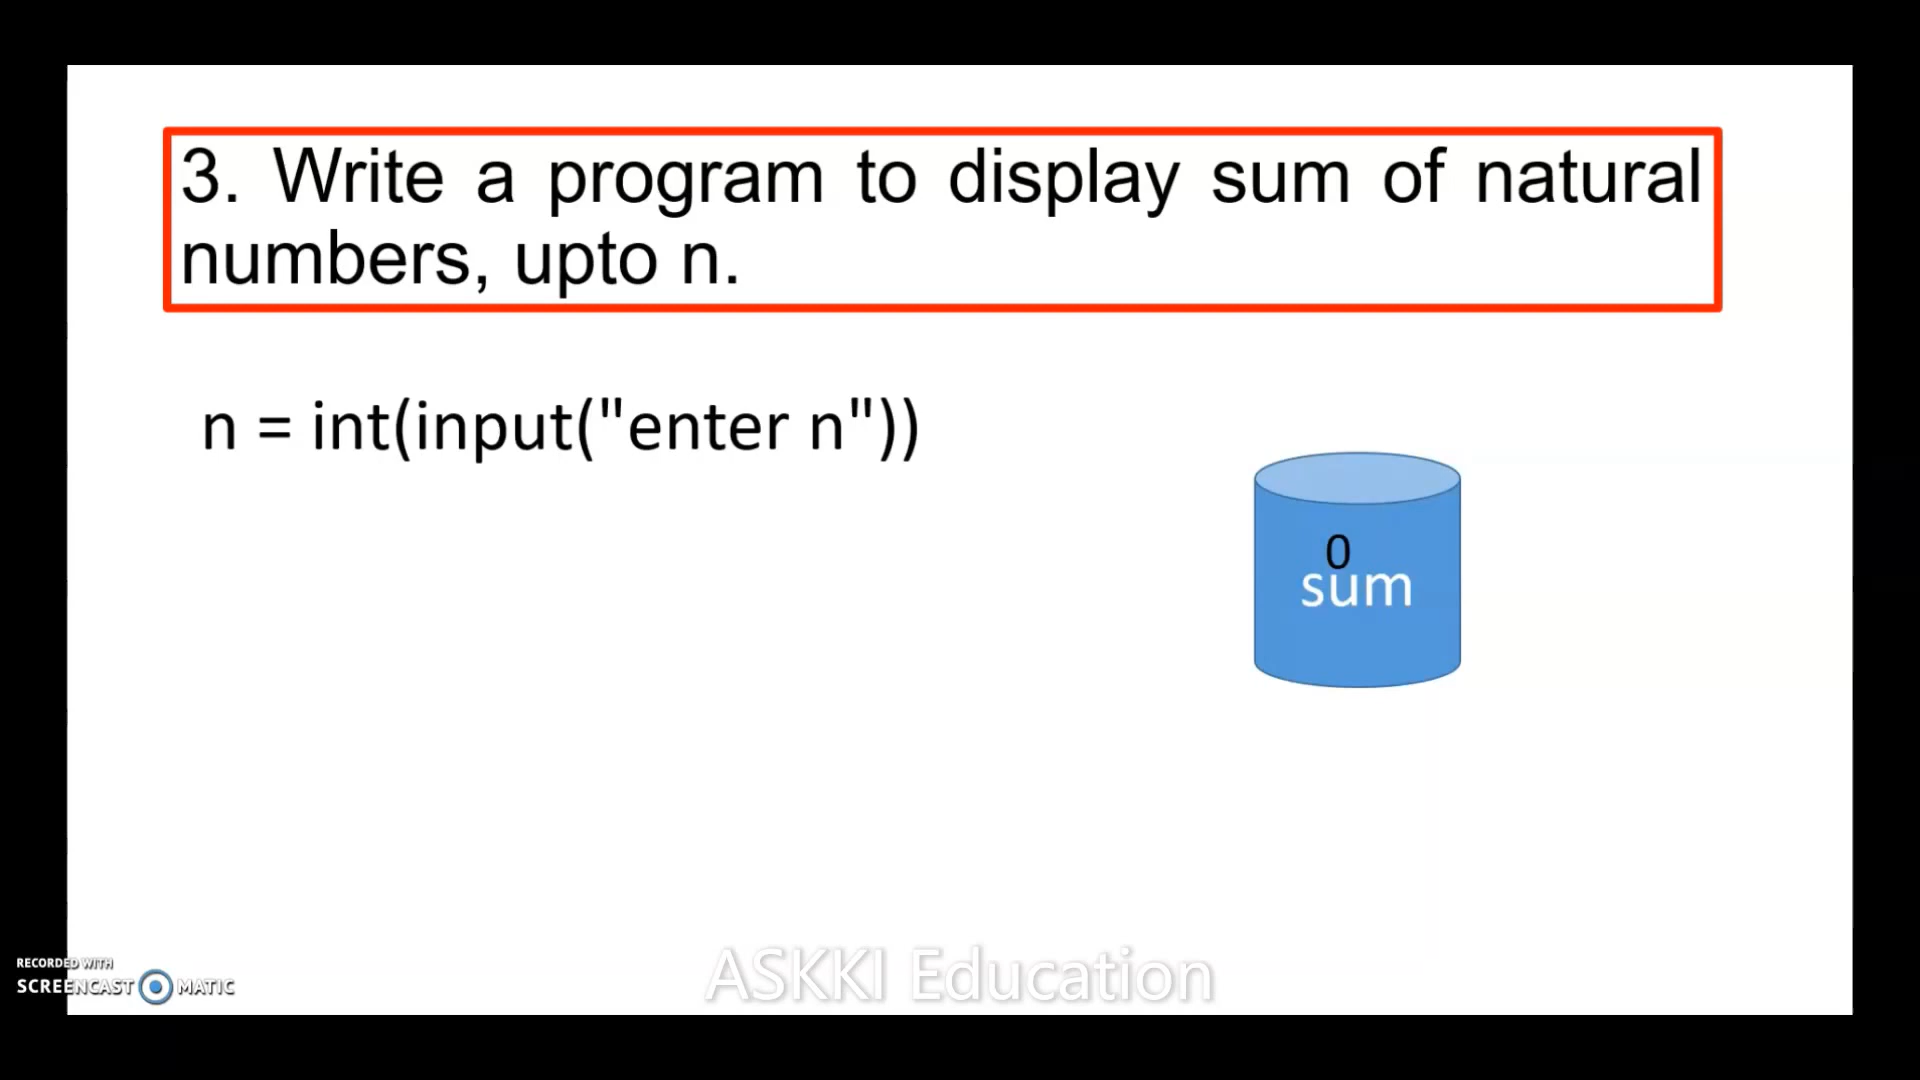 3. Write a program to display sum of natural
numbers, upto n.
n = int(input("enter n"))
0
sum
ASKKI Education
RECORDED WITH
SCREENCAST MATIC